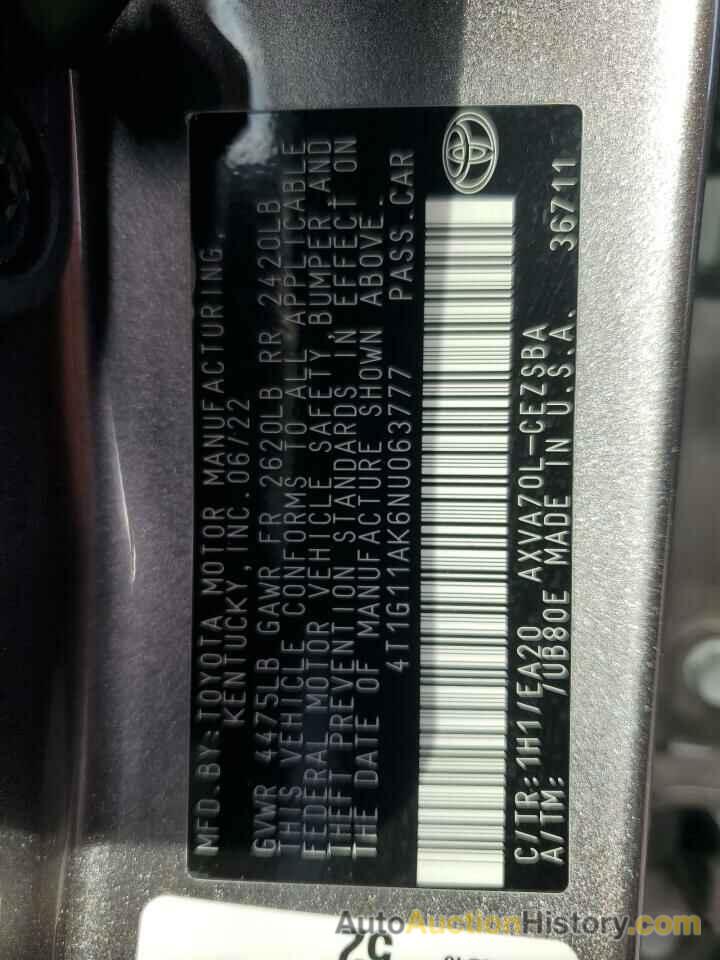 MFD.BY:TOYOTA MOTOR MANUFACTURING,
KENTUCKY,INC.06/22
GVWR 4475LB GAWR FR 2620LB RR 2420LB
THIS VEHICLE CONFORMS TO ALL APPLICABLE
FEDERAL MOTOR VEHICLE SAFETY, BUMPER, AND
THEFT PREVENTION STANDARDS IN EFFECT ON
THE DATE OF MANUFACTURE SHOWN ABOVE.
4T1G11AK6NU063777 PASS.CAR
C/TR:1H1/EA20 AXVA70L-CEZSBA
A/TM: /UB80E MADE IN U.S.A. 36711
52
AutoAuctionHistory.com